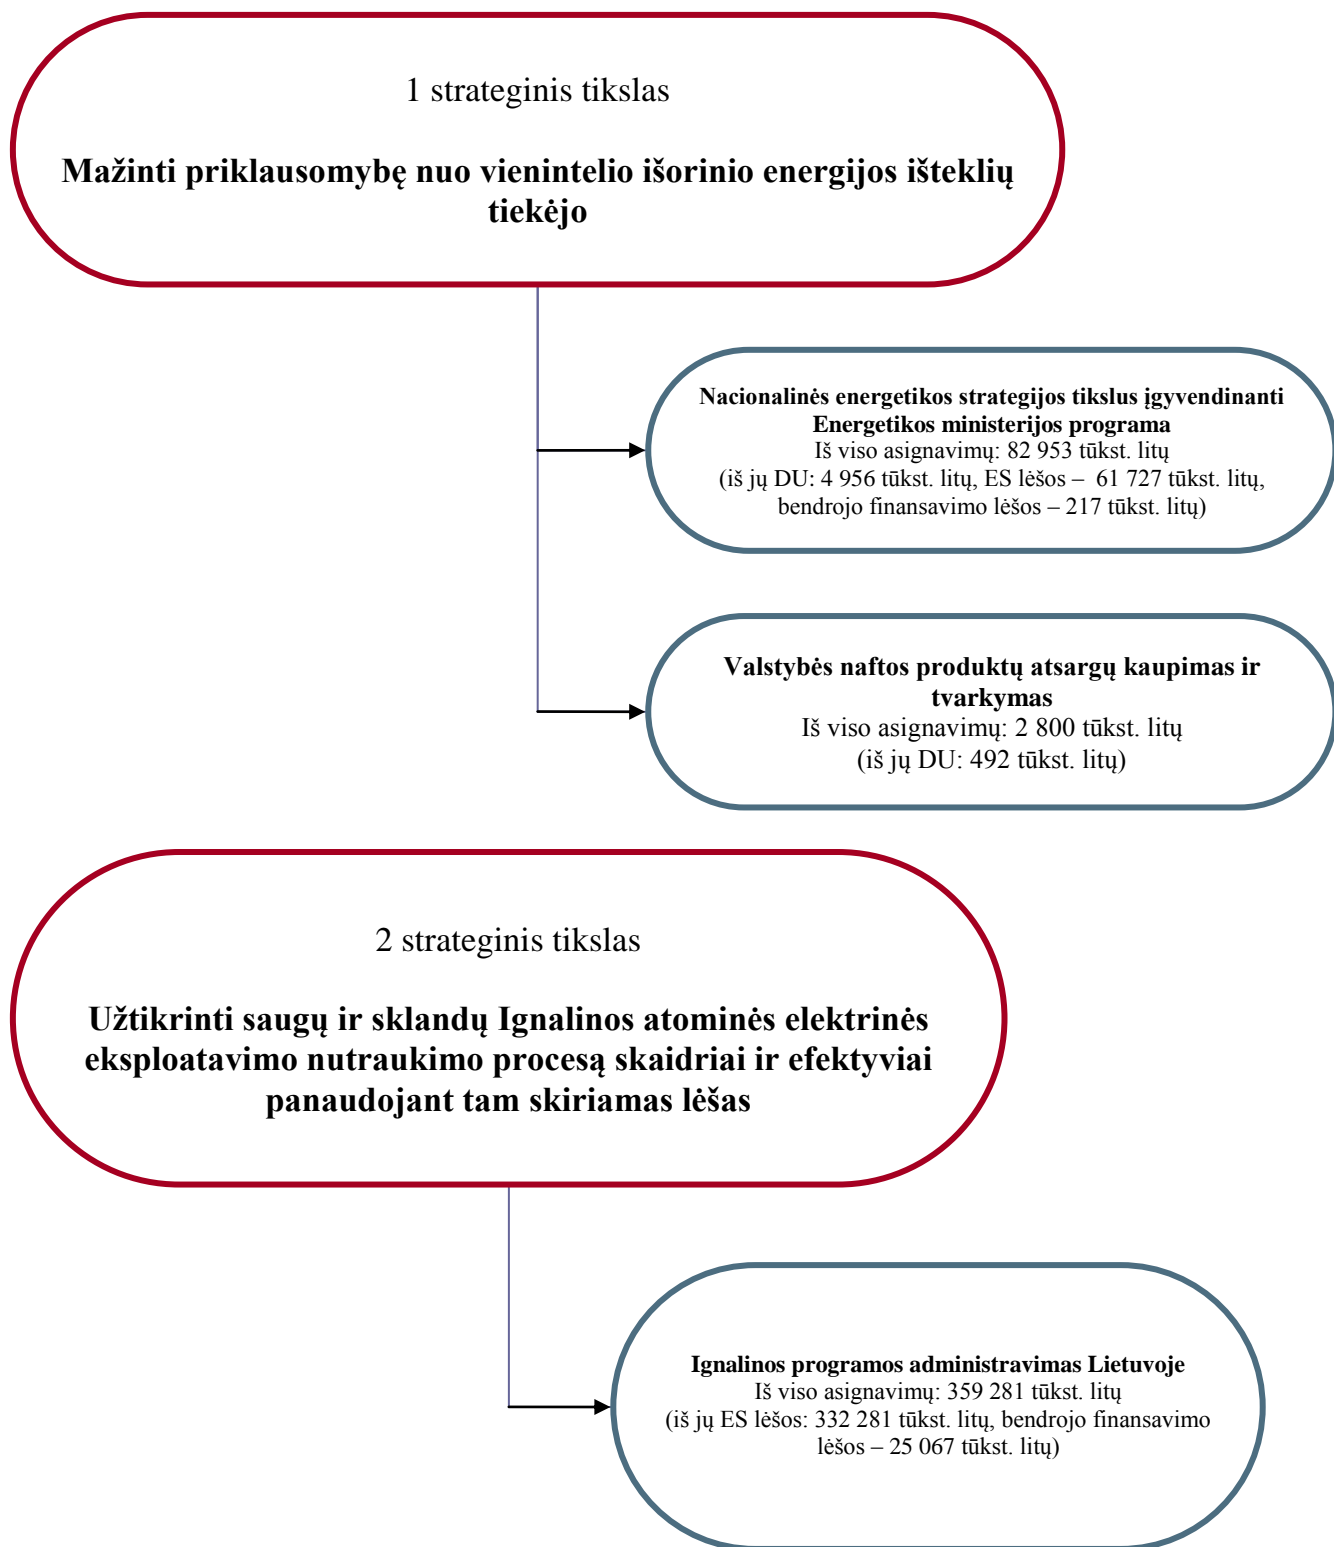 1 strateginis tikslas
Mažinti priklausomybę nuo vienintelio išorinio energijos išteklių
tiekėjo
Nacionalinės energetikos strategijos tikslus įgyvendinanti
Energetikos ministerijos programa
Iš viso asignavimų: 82 953 tūkst. litų
(iš jų DU: 4 956 tūkst. litų, ES lėšos – 61 727 tūkst. litų,
bendrojo finansavimo lėšos – 217 tūkst. litų)
Valstybės naftos produktų atsargų kaupimas ir
tvarkymas
Iš viso asignavimų: 2 800 tūkst. litų
(iš jų DU: 492 tūkst. litų)
2 strateginis tikslas
Užtikrinti saugų ir sklandų Ignalinos atominės elektrinės
eksploatavimo nutraukimo procesą skaidriai ir efektyviai
panaudojant tam skiriamas lėšas
Ignalinos programos administravimas Lietuvoje
Iš viso asignavimų: 359 281 tūkst. litų
(iš jų ES lėšos: 332 281 tūkst. litų, bendrojo finansavimo
lėšos – 25 067 tūkst. litų)